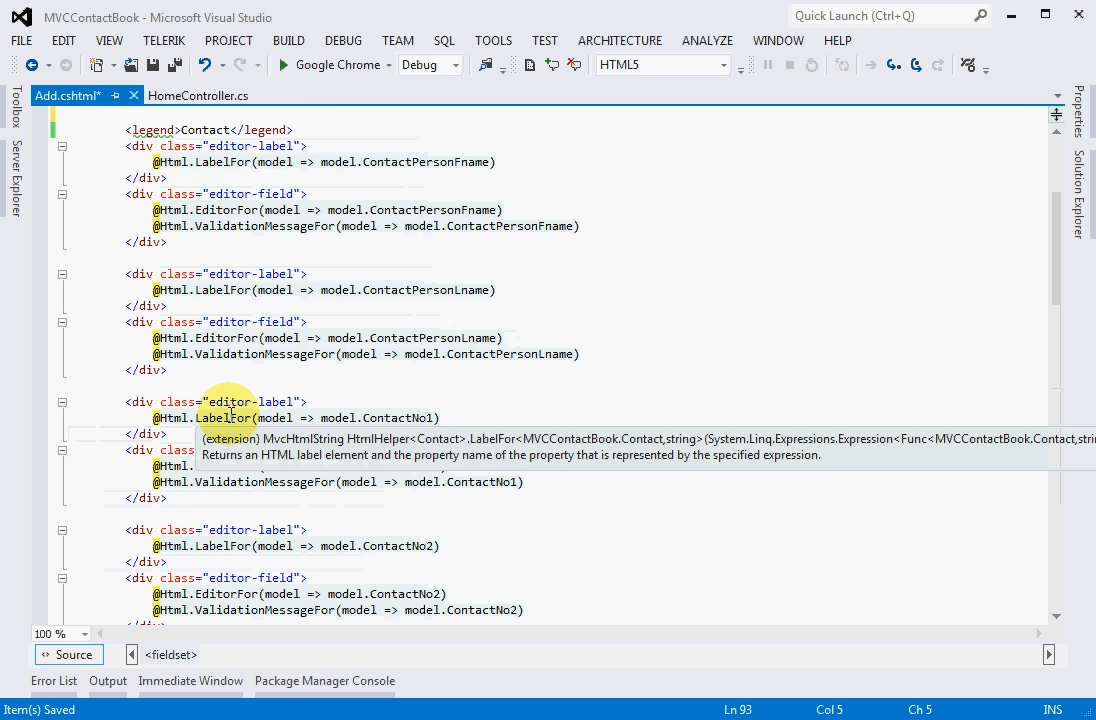 MVCContactBook - Microsoft Visual Studio
Quick Launch (Ctrl+Q)
FILE EDIT VIEW TELERIK PROJECT BUILD DEBUG TEAM SQL TOOLS TEST ARCHITECTURE ANALYZE WINDOW HELP
Google Chrome Debug HTML5
Add.cshtml* HomeController.cs
Toolbox
Server Explorer
Properties
Solution Explorer
<legend>Contact</legend>
<div class="editor-label">
@Html.LabelFor(model => model.ContactPersonFname)
</div>
<div class="editor-field">
@Html.EditorFor(model => model.ContactPersonFname)
@Html.ValidationMessageFor(model => model.ContactPersonFname)
</div>
<div class="editor-label">
@Html.LabelFor(model => model.ContactPersonLname)
</div>
<div class="editor-field">
@Html.EditorFor(model => model.ContactPersonLname)
@Html.ValidationMessageFor(model => model.ContactPersonLname)
</div>
<div class="editor-label">
@Html.LabelFor(model => model.ContactNo1)
</div>
(extension) MvcHtmlString HtmlHelper<Contact>.LabelFor<MVCContactBook.Contact,string>(System.Linq.Expressions.Expression<Func<MVCContactBook.Contact,stri
Returns an HTML label element and the property name of the property that is represented by the specified expression.
<div clas
@Html.
@Html.ValidationMessageFor(model => model.ContactNo1)
</div>
<div class="editor-label">
@Html.LabelFor(model => model.ContactNo2)
</div>
<div class="editor-field">
@Html.EditorFor(model => model.ContactNo2)
@Html.ValidationMessageFor(model => model.ContactNo2)
</div>
100 %
Source <fieldset>
Error List Output Immediate Window Package Manager Console
Item(s) Saved Ln 93 Col 5 Ch 5 INS